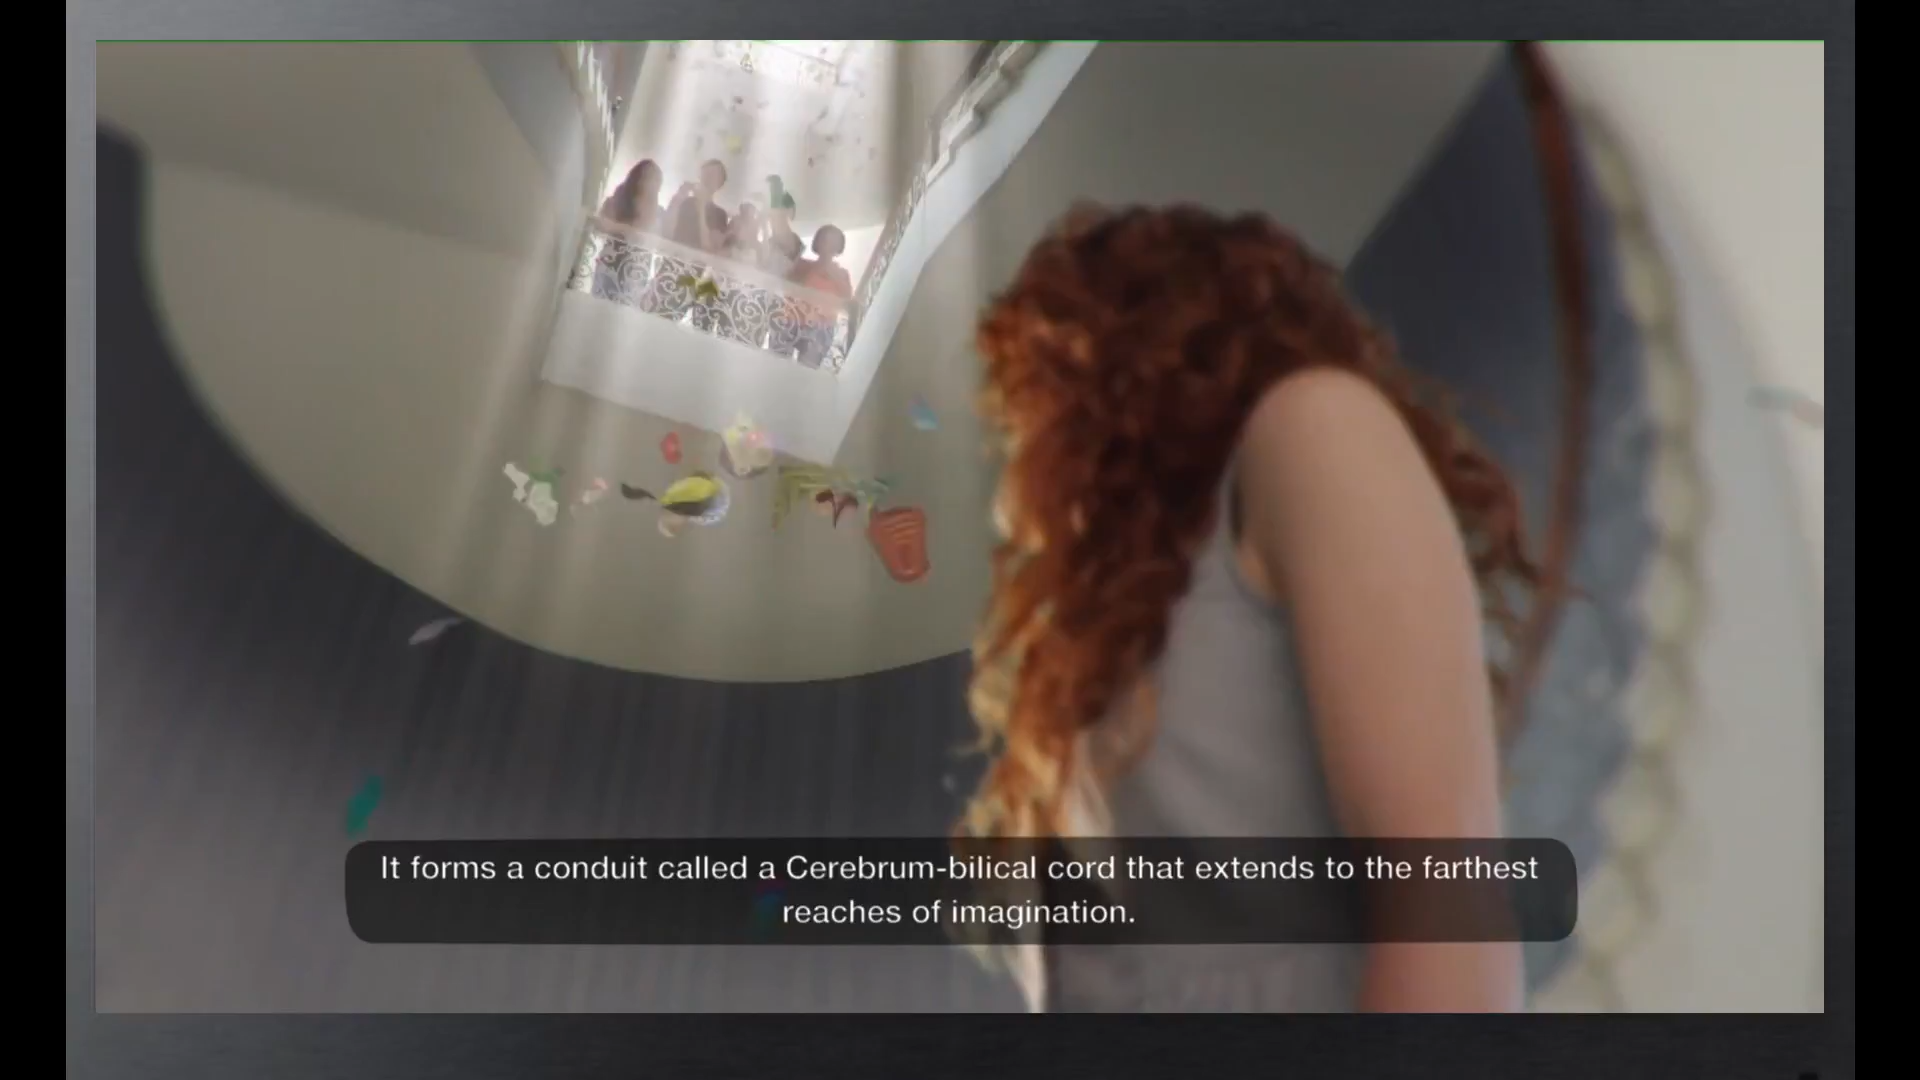 It forms a conduit called a Cerebrum-bilical cord that extends to the farthest
reaches of imagination.